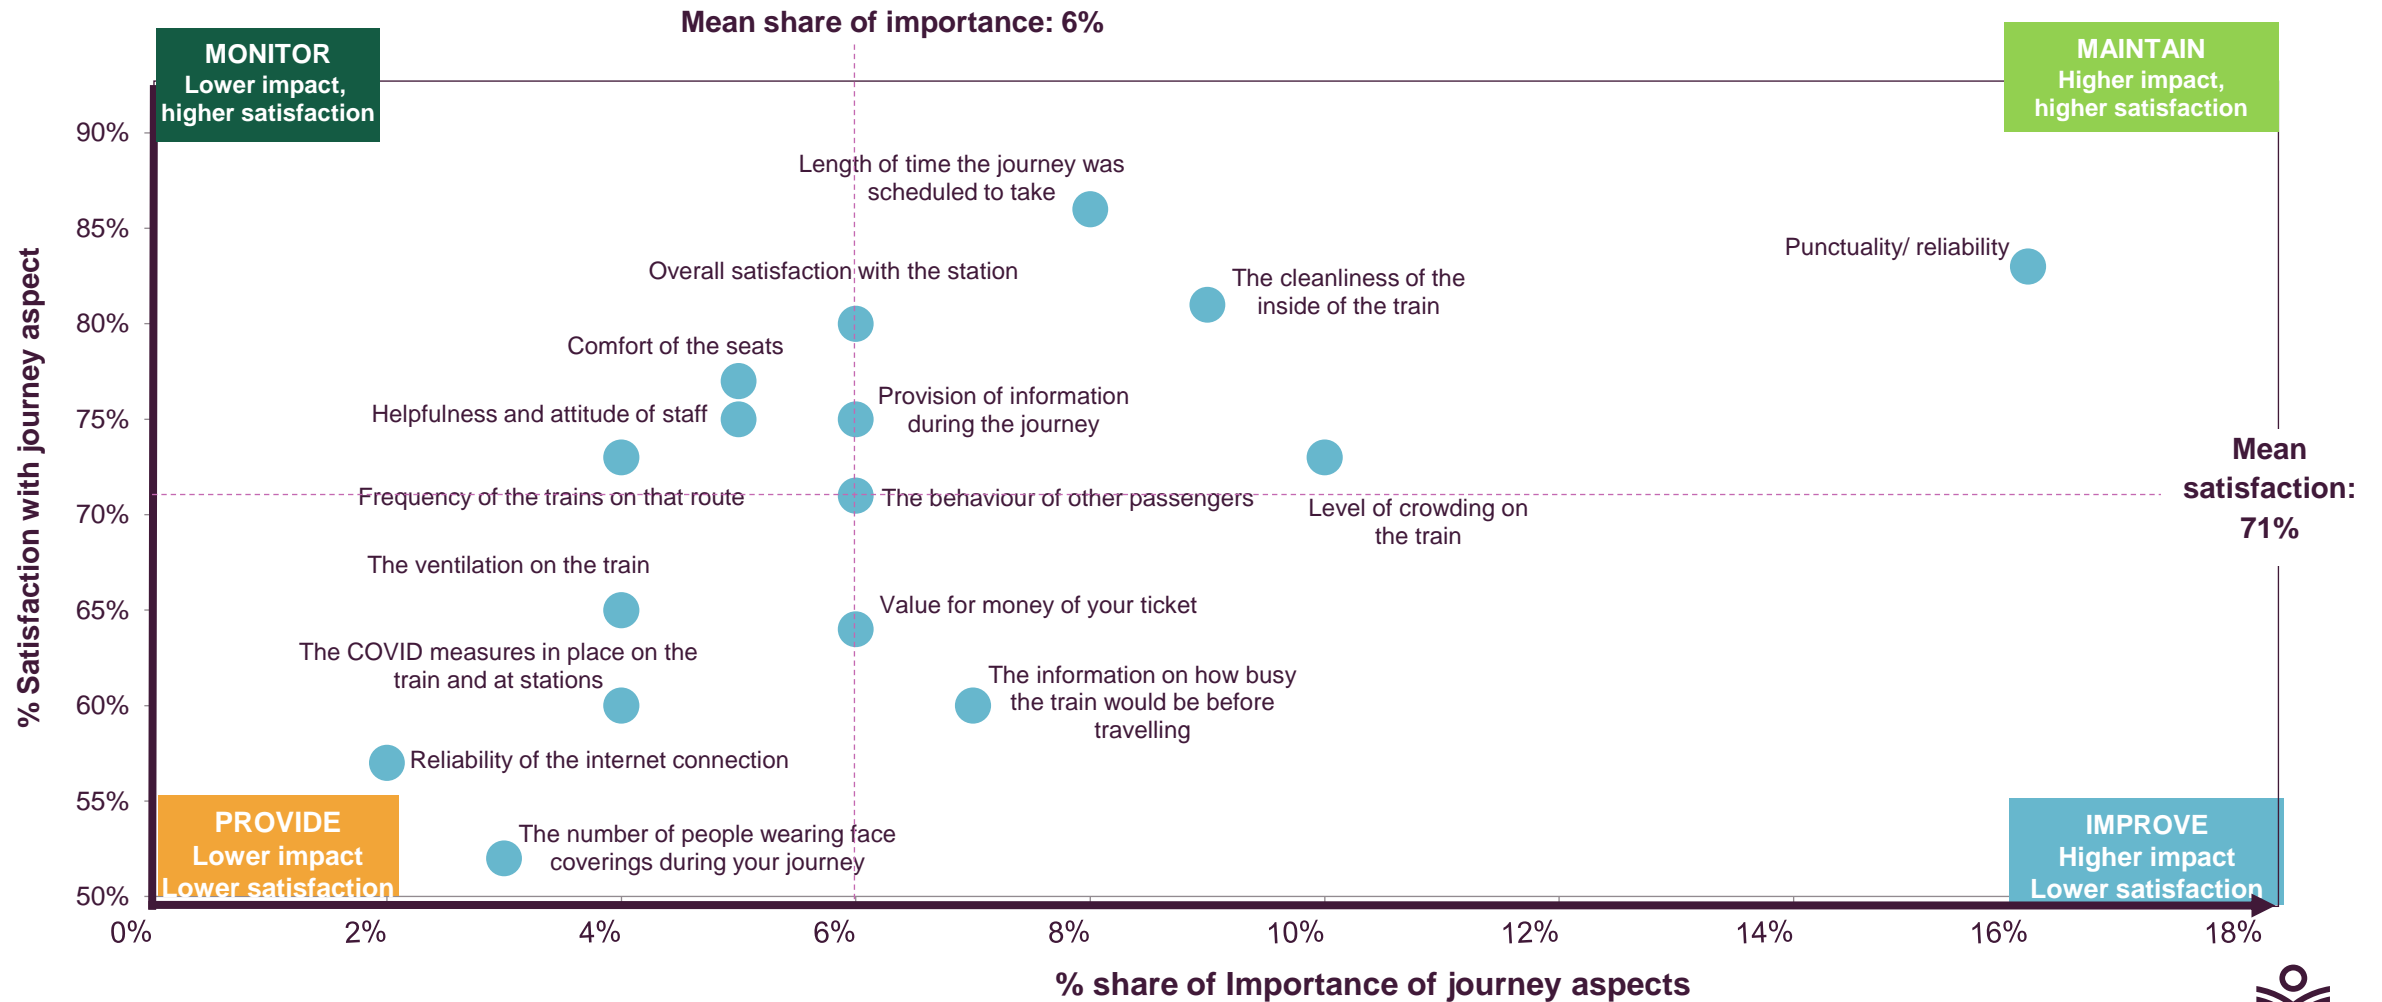 Mean share of importance: 6%
MONITOR
Lower impact,
higher satisfaction
MAINTAIN
Higher impact,
higher satisfaction
% Satisfaction with journey aspect
90%
85%
80%
75%
70%
65%
60%
55%
50%
Length of time the journey was
scheduled to take
Punctuality/ reliability
Overall satisfaction with the station
The cleanliness of the
inside of the train
Comfort of the seats
Provision of information
during the journey
Helpfulness and attitude of staff
Mean
satisfaction:
71%
Frequency of the trains on that route
The behaviour of other passengers
Level of crowding on
the train
The ventilation on the train
Value for money of your ticket
The COVID measures in place on the
train and at stations
The information on how busy
the train would be before
travelling
Reliability of the internet connection
PROVIDE
Lower impact
Lower satisfaction
The number of people wearing face
coverings during your journey
IMPROVE
Higher impact
Lower satisfaction
0%
2%
4%
6%
8%
10%
12%
14%
16%
18%
% share of Importance of journey aspects